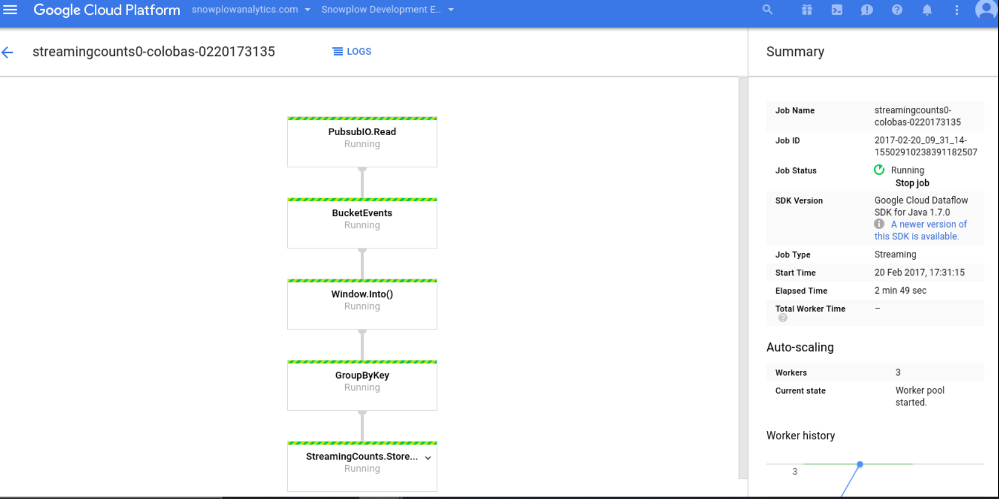 Google Cloud Platform snowplowanalytics.com Snowplow Development E..
streamingcounts0-colobas-0220173135 LOGS
PubsubIO.Read
Running
BucketEvents
Running
Window.Into()
Running
GroupByKey
Running
StreamingCounts.Store...
Running
Summary
Job Name streamingcounts0-
colobas-0220173135
Job ID 2017-02-20_09_31_14-
15502910238391182507
Job Status Running
Stop job
SDK Version Google Cloud Dataflow
SDK for Java 1.7.0
A newer version of
this SDK is available.
Job Type Streaming
Start Time 20 Feb 2017, 17:31:15
Elapsed Time 2 min 49 sec
Total Worker Time –
Auto-scaling
Workers 3
Current state Worker pool
started.
Worker history
3